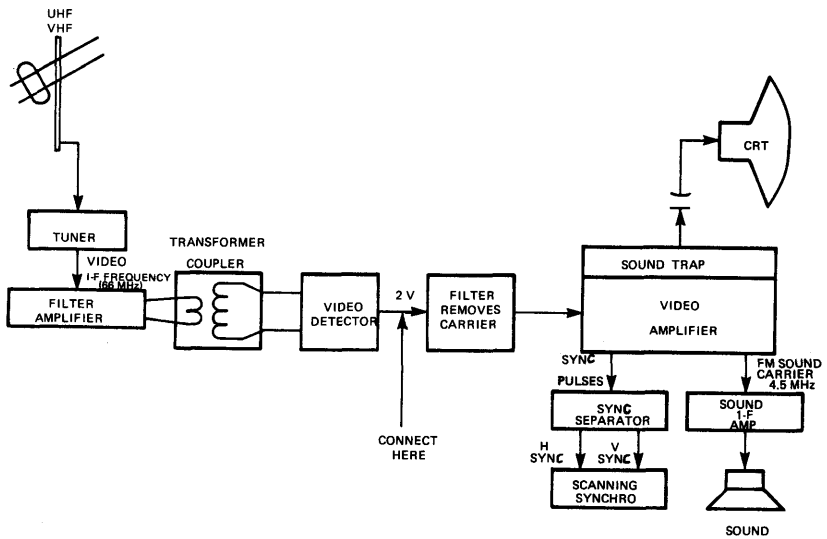 UHF
VHF
CRT
TUNER
TRANSFORMER
COUPLER
VIDEO
I-F FREQUENCY
(66 MHz)
FILTER
AMPLIFIER
VIDEO
DETECTOR
2 V
FILTER
REMOVES
CARRIER
SOUND TRAP
VIDEO
AMPLIFIER
CONNECT
HERE
SYNC
PULSES
FM SOUND
CARRIER
4.5 MHz
SYNC
SEPARATOR
SOUND
1-F
AMP
H
SYNC
V
SYNC
SCANNING
SYNCHRO
SOUND